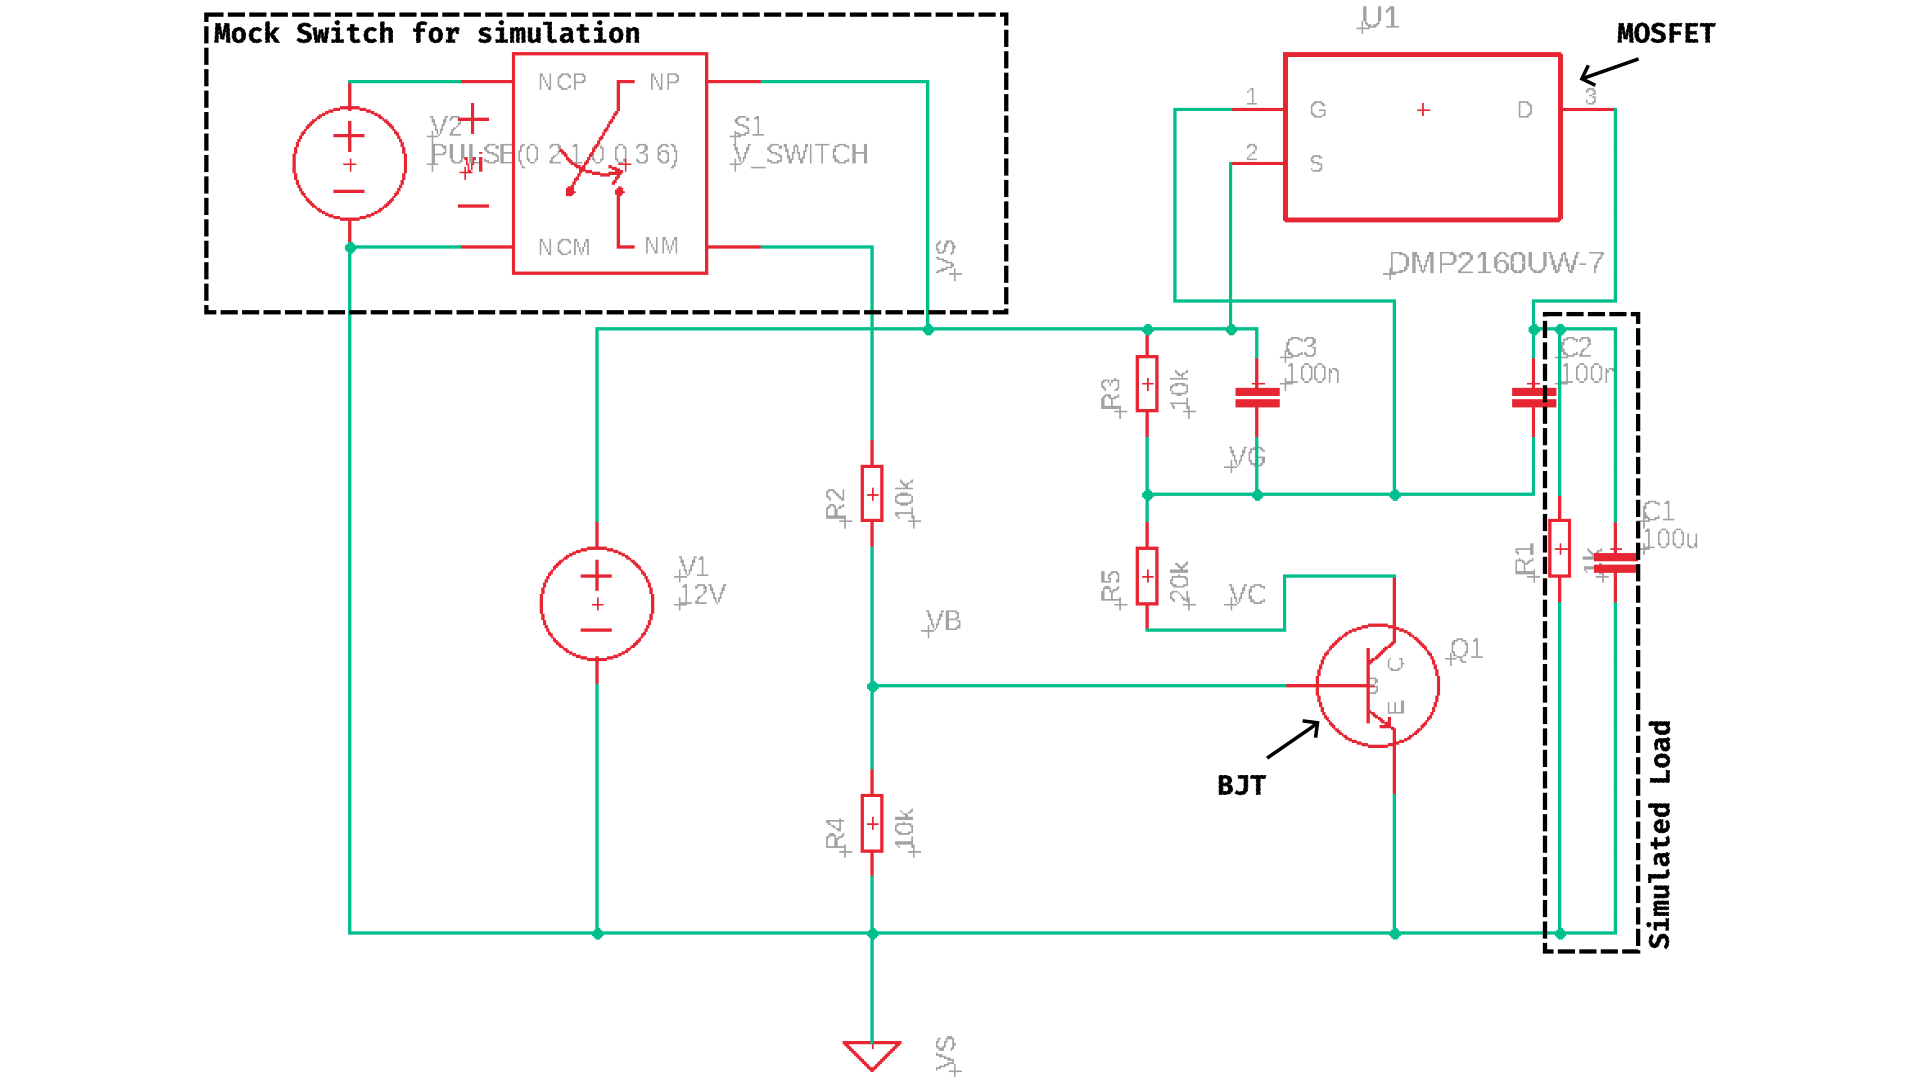 Mock Switch for simulation
U1
MOSFET
NCP
NP
V2
PULSE(0 2 1 0 0 3 6)
S1
V_SWITCH
NCM
NM
VS
1
G
D
3
2
S
DMP2160UW-7
C3
100n
C2
R3
10k
VG
R2
10k
C1
100u
R1
1k
R5
20k
VC
V1
12V
VB
Q1
C
E
BJT
R4
10k
Simulated Load
VS